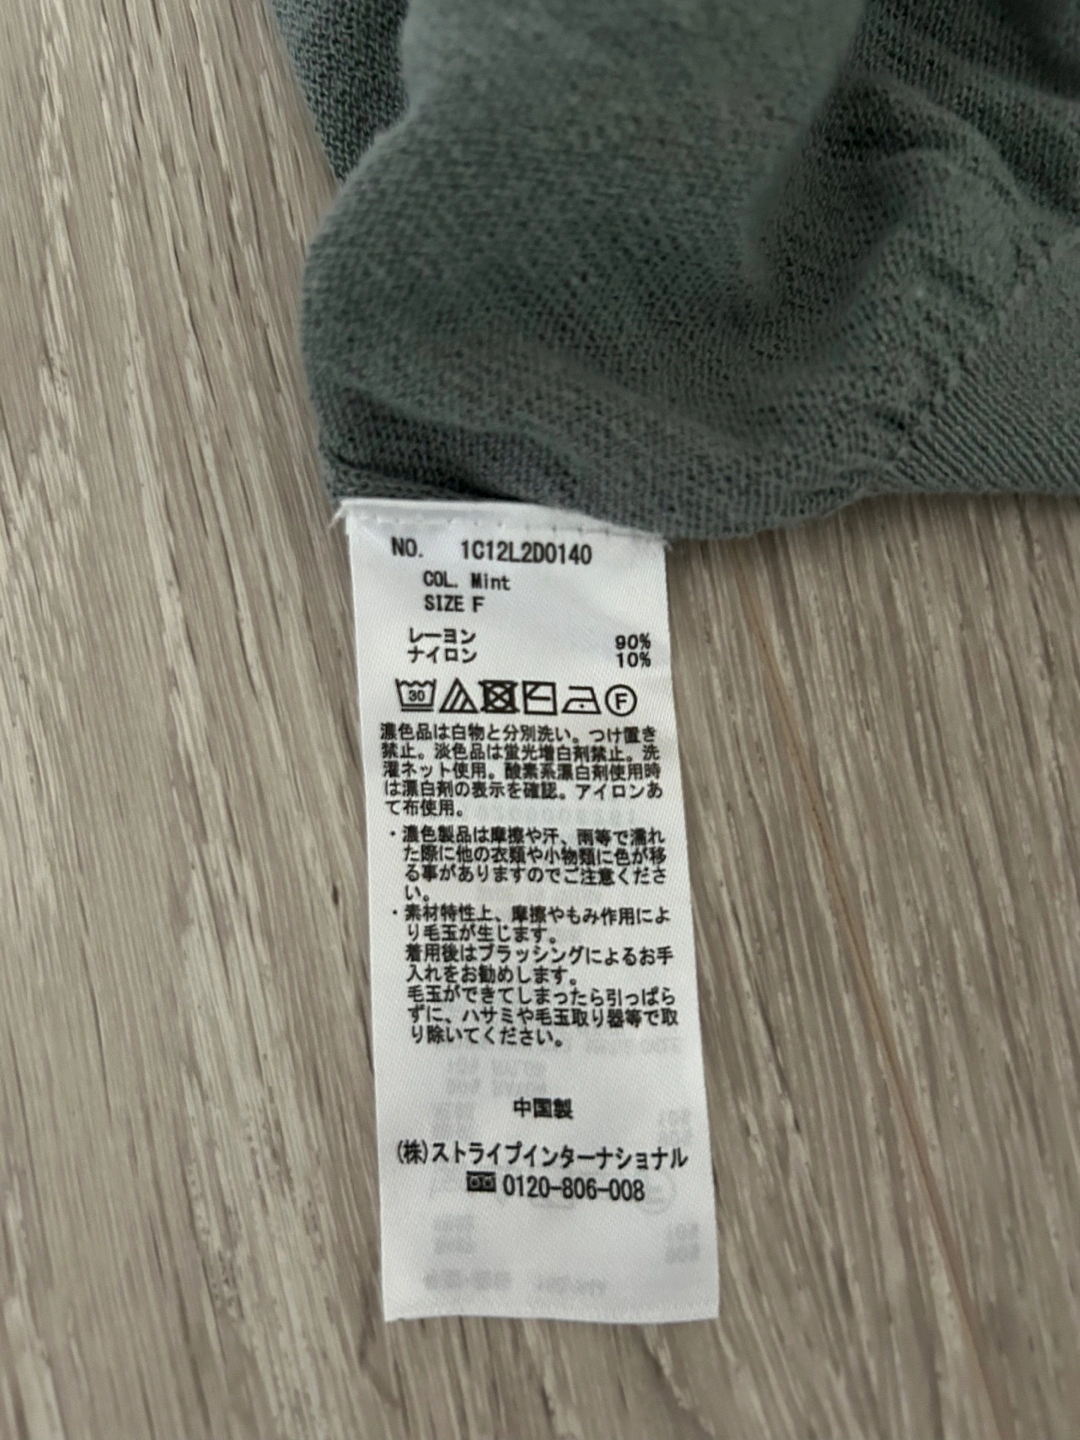 NO. 1C12L2D0140
COL. Mint
SIZE F
レーヨン 90%
ナイロン 10%
30
F
濃色品は白物と分別洗い。つけ置き
禁止。淡色品は蛍光増白剤禁止。洗
濯ネット使用。酸素系漂白剤使用時
は漂白剤の表示を確認。アイロンあ
て布使用。
・濃色製品は摩擦や汗、雨等で濡れ
た際に他の衣類や小物類に色が移
る事がありますのでご注意くださ
い。
・素材特性上、摩擦やもみ作用によ
り毛玉が生じます。
着用後はブラッシングによるお手
入れをお勧めします。
毛玉ができてしまったら引っぱら
ずに、ハサミや毛玉取り器等で取
り除いてください。
中国製
(株)ストライプインターナショナル
0120-806-008